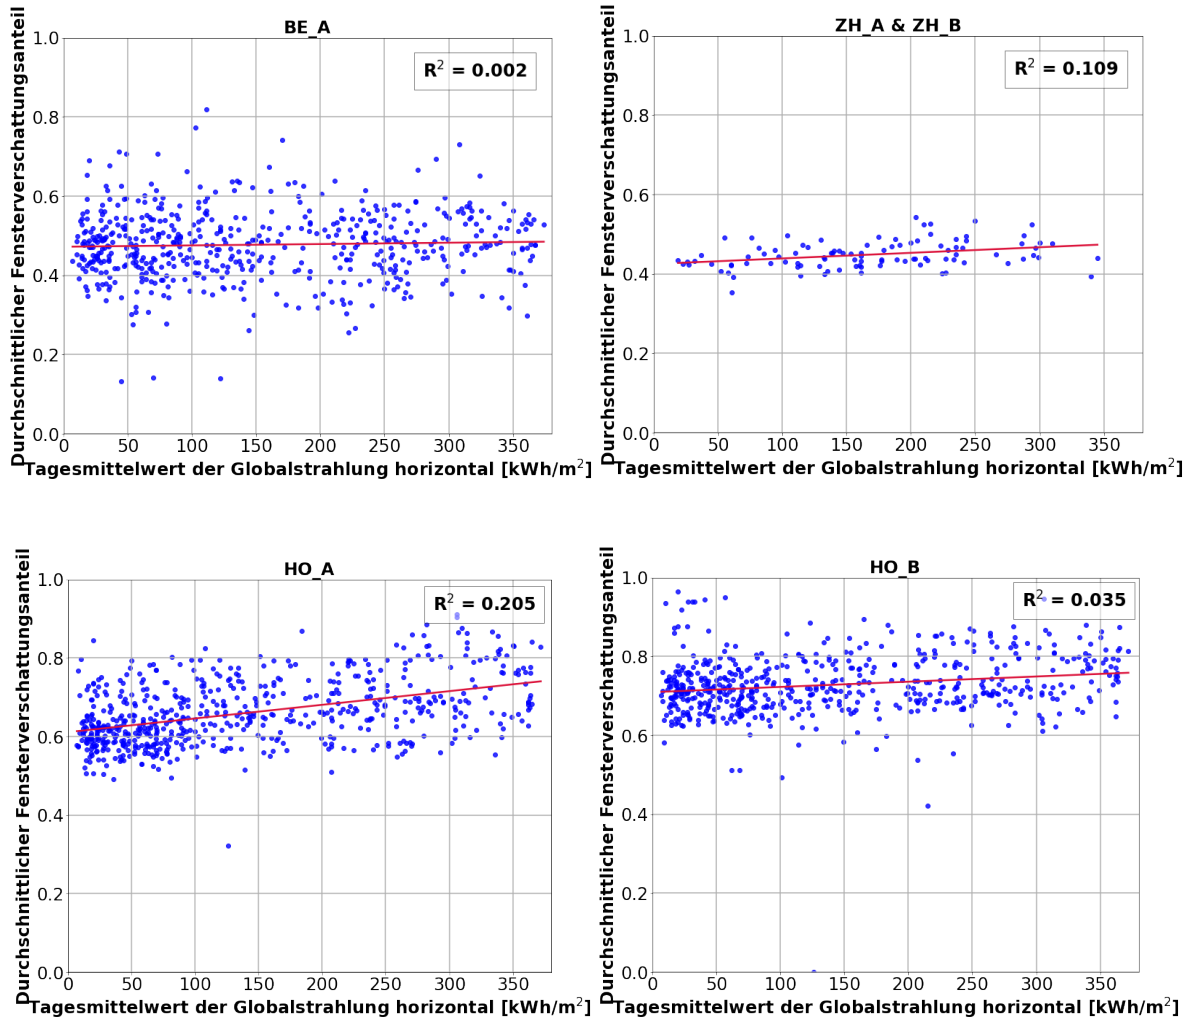 BE_A
R² = 0.002
Durchschnittlicher Fensterverschattungsanteil
1.0
0.8
0.6
0.4
0.2
0.0
0 50 100 150 200 250 300 350
Tagesmittelwert der Globalstrahlung horizontal [kWh/m²]
ZH_A & ZH_B
R² = 0.109
Durchschnittlicher Fensterverschattungsanteil
1.0
0.8
0.6
0.4
0.2
0.0
0 50 100 150 200 250 300 350
Tagesmittelwert der Globalstrahlung horizontal [kWh/m²]
HO_A
R² = 0.205
Durchschnittlicher Fensterverschattungsanteil
1.0
0.8
0.6
0.4
0.2
0.0
0 50 100 150 200 250 300 350
Tagesmittelwert der Globalstrahlung horizontal [kWh/m²]
HO_B
R² = 0.035
Durchschnittlicher Fensterverschattungsanteil
1.0
0.8
0.6
0.4
0.2
0.0
0 50 100 150 200 250 300 350
Tagesmittelwert der Globalstrahlung horizontal [kWh/m²]